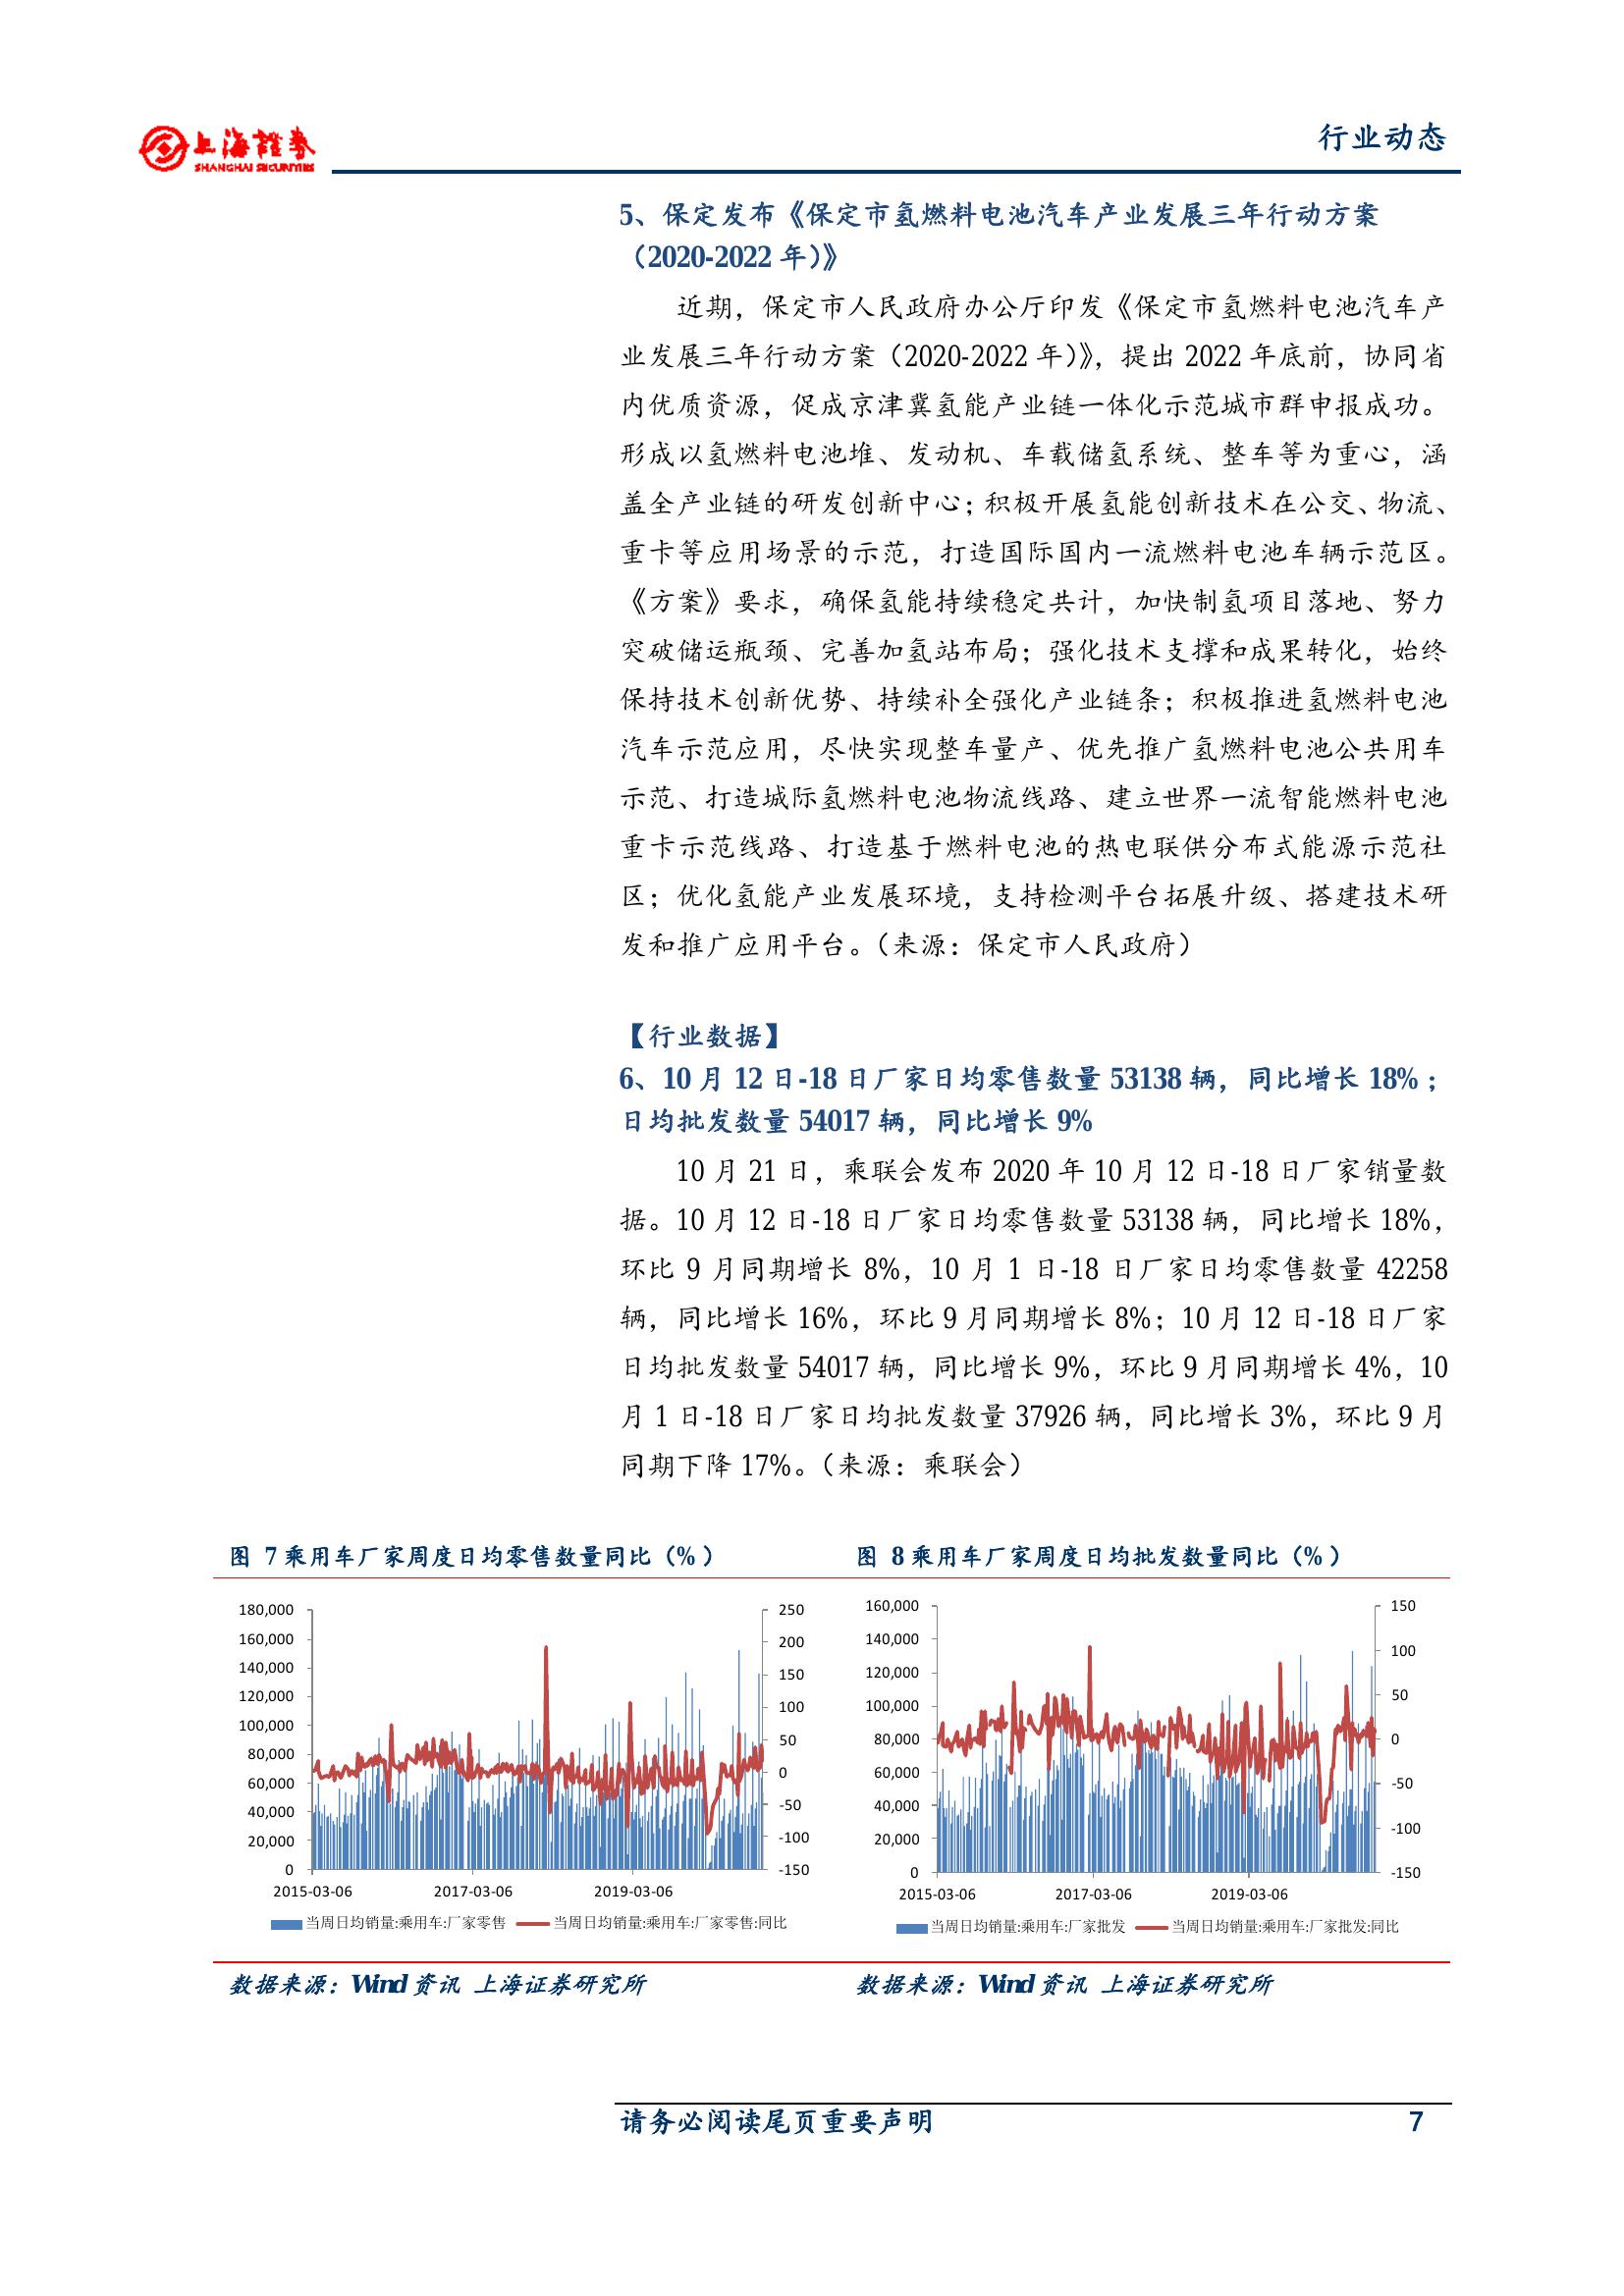 上海證券
SHANGHAI SECURITIES
行业动态
5、保定发布《保定市氢燃料电池汽车产业发展三年行动方案
（2020-2022 年）》
近期，保定市人民政府办公厅印发《保定市氢燃料电池汽车产
业发展三年行动方案（2020-2022 年）》，提出 2022 年底前，协同省
内优质资源，促成京津冀氢能产业链一体化示范城市群申报成功。
形成以氢燃料电池堆、发动机、车载储氢系统、整车等为重心，涵
盖全产业链的研发创新中心；积极开展氢能创新技术在公交、物流、
重卡等应用场景的示范，打造国际国内一流燃料电池车辆示范区。
《方案》要求，确保氢能持续稳定共计，加快制氢项目落地、努力
突破储运瓶颈、完善加氢站布局；强化技术支撑和成果转化，始终
保持技术创新优势、持续补全强化产业链条；积极推进氢燃料电池
汽车示范应用，尽快实现整车量产、优先推广氢燃料电池公共用车
示范、打造城际氢燃料电池物流线路、建立世界一流智能燃料电池
重卡示范线路、打造基于燃料电池的热电联供分布式能源示范社
区；优化氢能产业发展环境，支持检测平台拓展升级、搭建技术研
发和推广应用平台。（来源：保定市人民政府）
【行业数据】
6、10 月 12 日-18 日厂家日均零售数量 53138 辆，同比增长 18%；
日均批发数量 54017 辆，同比增长 9%
10 月 21 日，乘联会发布 2020 年 10 月 12 日-18 日厂家销量数
据。10 月 12 日-18 日厂家日均零售数量 53138 辆，同比增长 18%，
环比 9 月同期增长 8%，10 月 1 日-18 日厂家日均零售数量 42258
辆，同比增长 16%，环比 9 月同期增长 8%；10 月 12 日-18 日厂家
日均批发数量 54017 辆，同比增长 9%，环比 9 月同期增长 4%，10
月 1 日-18 日厂家日均批发数量 37926 辆，同比增长 3%，环比 9 月
同期下降 17%。（来源：乘联会）
图 7 乘用车厂家周度日均零售数量同比（%）
180,000
160,000
140,000
120,000
100,000
80,000
60,000
40,000
20,000
0
250
200
150
100
50
0
-50
-100
-150
2015-03-06 2017-03-06 2019-03-06
当周日均销量:乘用车:厂家零售 当周日均销量:乘用车:厂家零售:同比
数据来源：Wind 资讯 上海证券研究所
图 8 乘用车厂家周度日均批发数量同比（%）
160,000
140,000
120,000
100,000
80,000
60,000
40,000
20,000
0
150
100
50
0
-50
-100
-150
2015-03-06 2017-03-06 2019-03-06
当周日均销量:乘用车:厂家批发 当周日均销量:乘用车:厂家批发:同比
数据来源：Wind 资讯 上海证券研究所
请务必阅读尾页重要声明
7